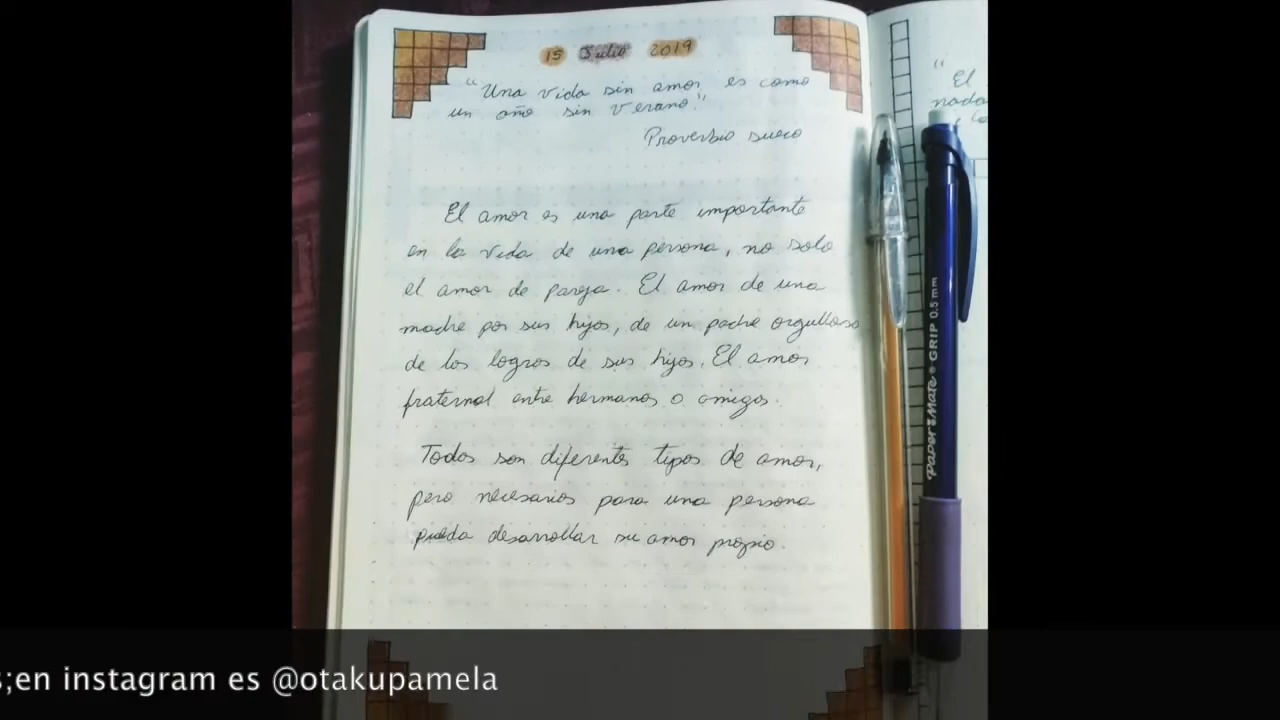 15 Julio 2019
"Una vida sin amor es como
un año sin verano."
Proverbio sueco
El amor es una parte importante
en la vida de una persona, no solo
el amor de pareja. El amor de una
madre por sus hijos, de un padre orgulloso
de los logros de sus hijos. El amor
fraternal entre hermanos o amigos.
Todos son diferentes tipos de amor,
pero necesarios para una persona
pueda desarrollar su amor propio.
"El
nada
PaperMate® GRIP 0.5 mm
s;en instagram es @otakupamela